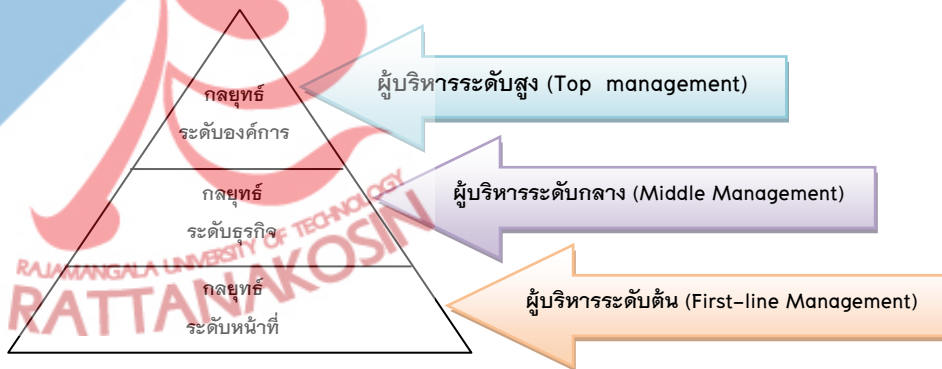 กลยุทธ์
ระดับองค์การ
ผู้บริหารระดับสูง (Top management)
กลยุทธ์
ระดับธุรกิจ
ผู้บริหารระดับกลาง (Middle Management)
RAJAMANGALA UNIVERSITY OF TECHNOLOGY
RATTANAKOSIN
กลยุทธ์
ระดับหน้าที่
ผู้บริหารระดับต้น (First-line Management)